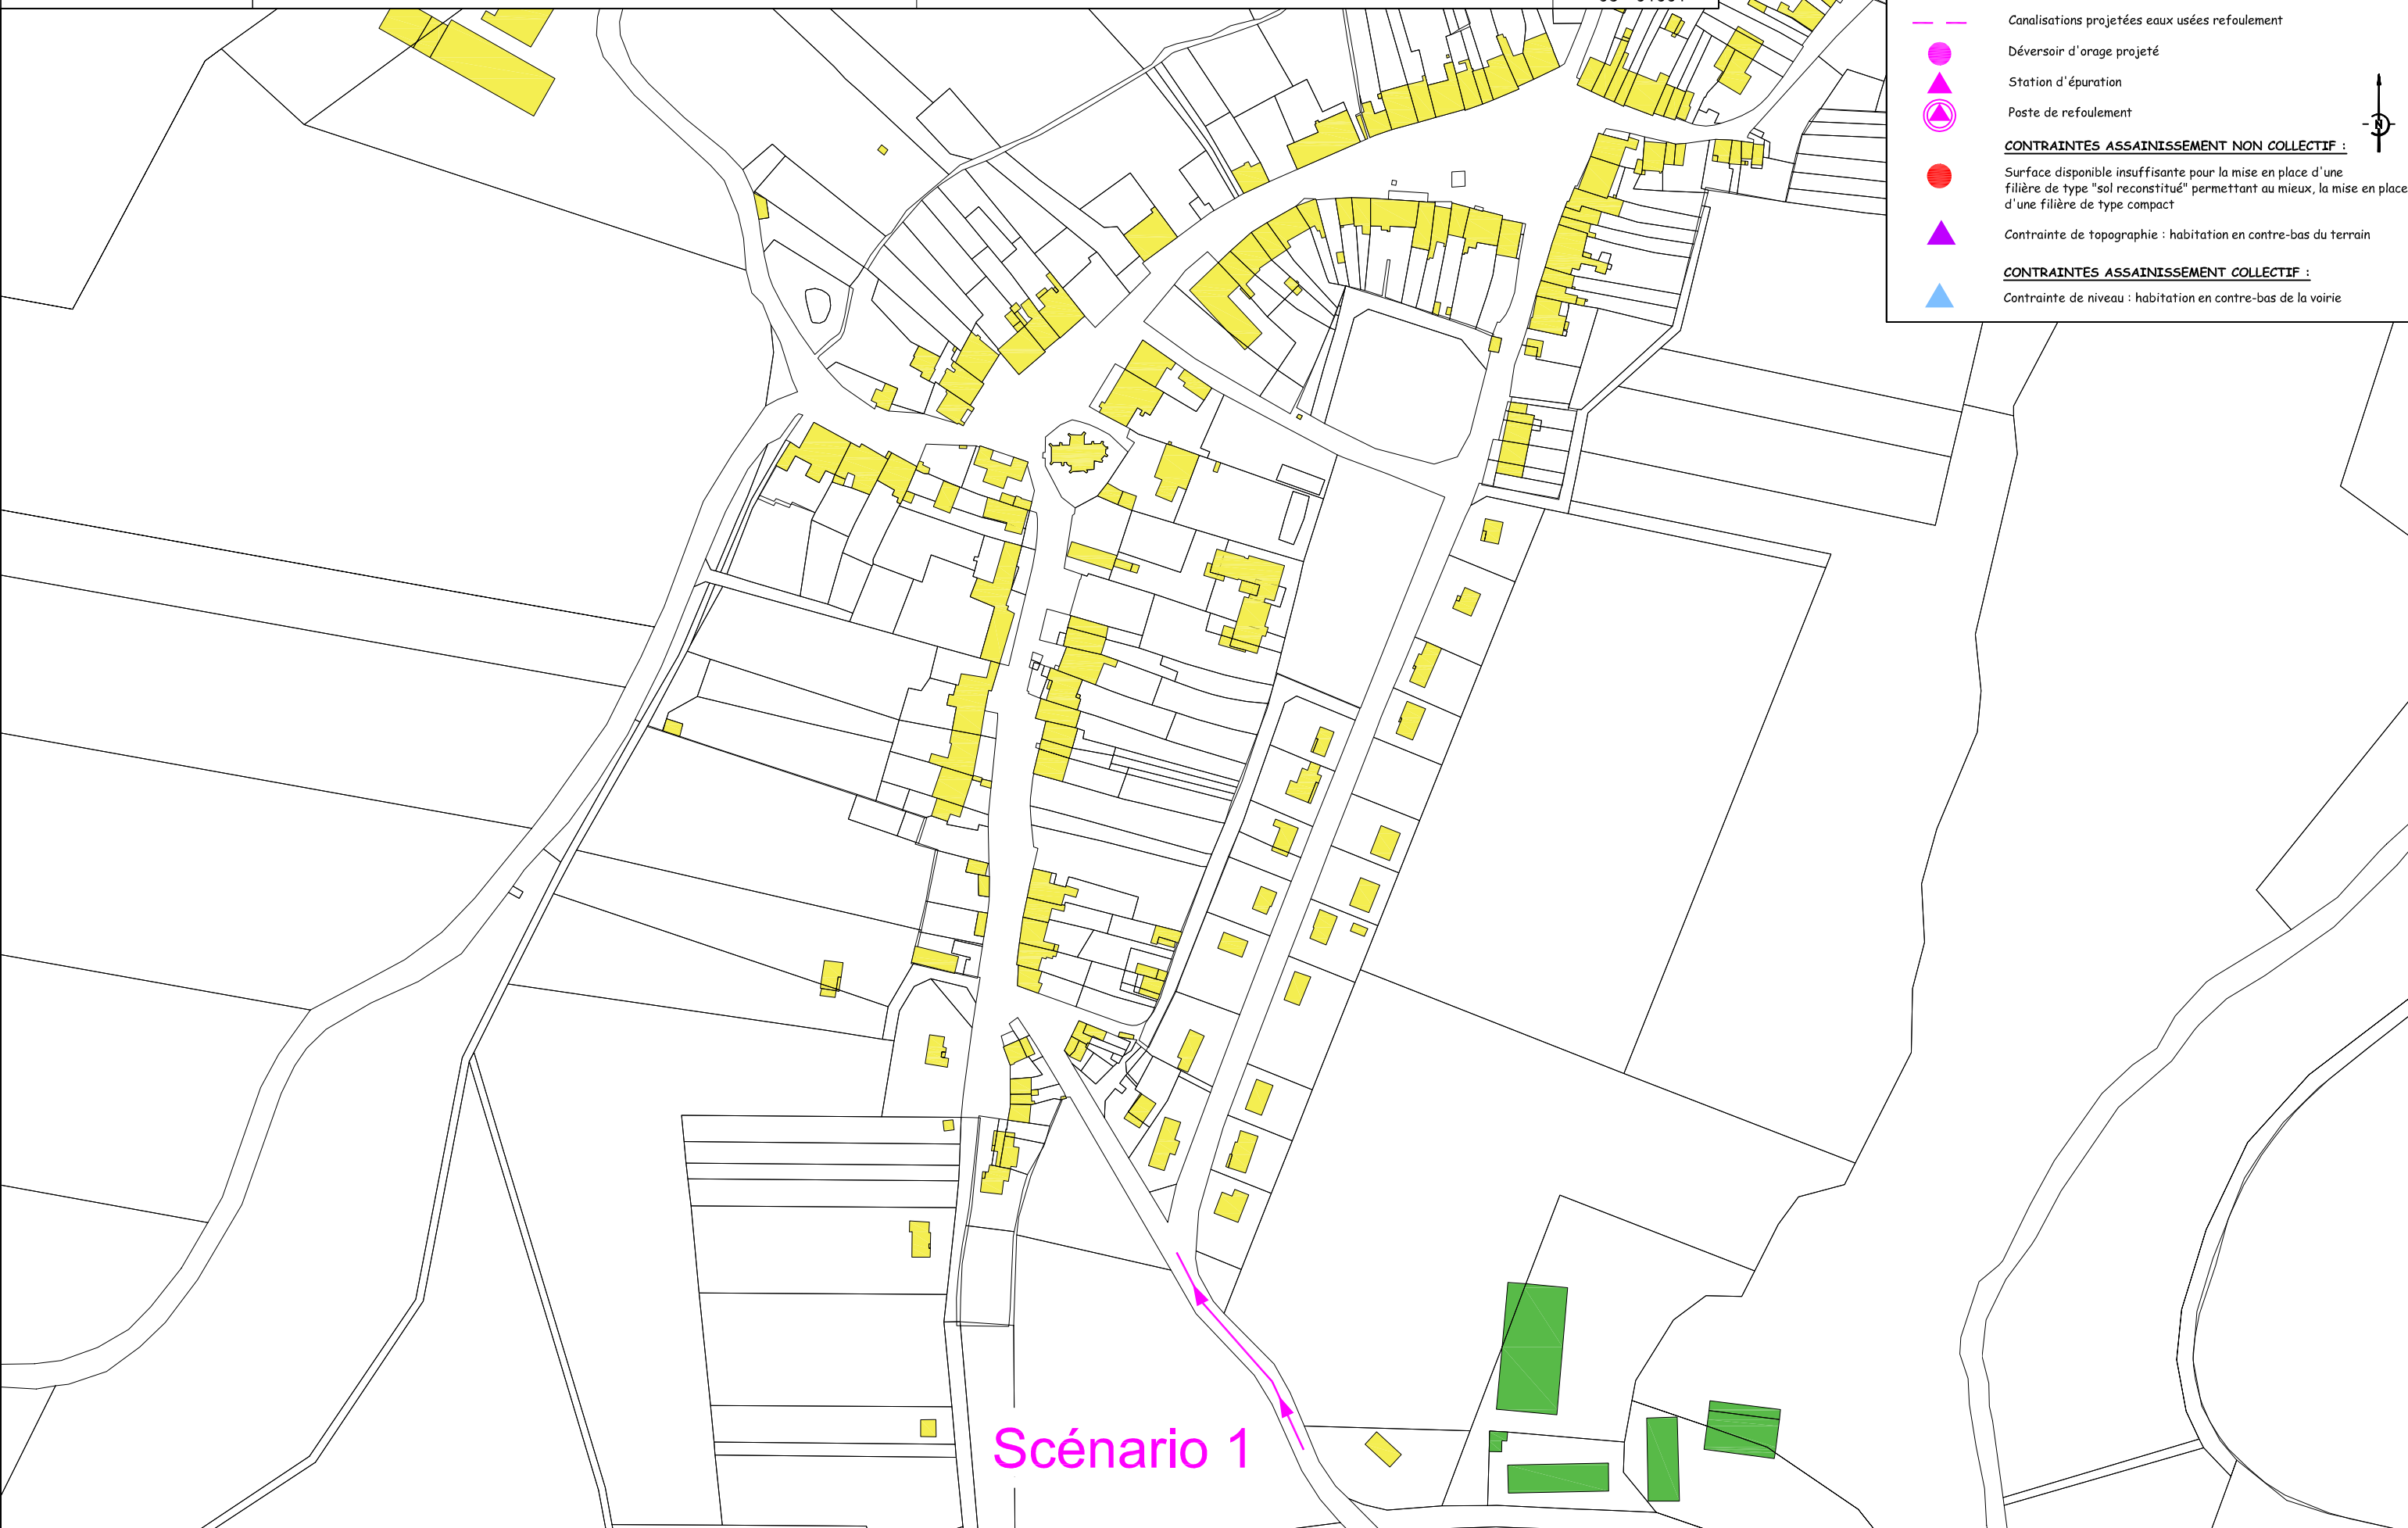 Canalisations projetées eaux usées refoulement
Déversoir d'orage projeté
Station d'épuration
Poste de refoulement
N
CONTRAINTES ASSAINISSEMENT NON COLLECTIF :
Surface disponible insuffisante pour la mise en place d'une
filière de type "sol reconstitué" permettant au mieux, la mise en place
d'une filière de type compact
Contrainte de topographie : habitation en contre-bas du terrain
CONTRAINTES ASSAINISSEMENT COLLECTIF :
Contrainte de niveau : habitation en contre-bas de la voirie
Scénario 1